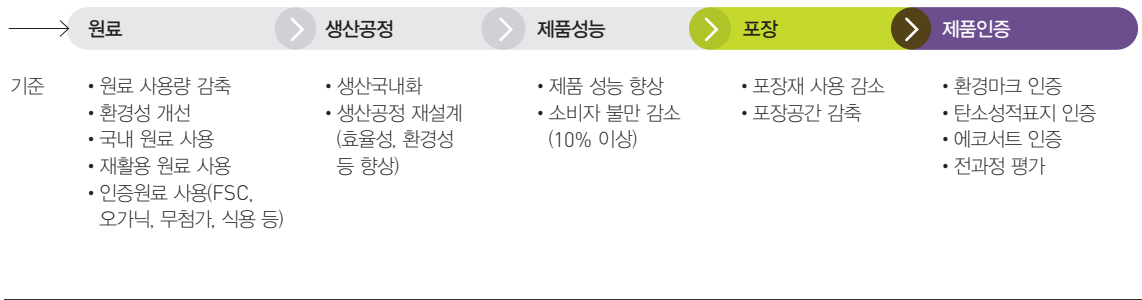 원료 생산공정 제품성능 포장 제품인증
기준
• 원료 사용량 감축
• 환경성 개선
• 국내 원료 사용
• 재활용 원료 사용
• 인증원료 사용(FSC,
오가닉, 무첨가, 식용 등)
• 생산국내화
• 생산공정 재설계
(효율성, 환경성
등 향상)
• 제품 성능 향상
• 소비자 불만 감소
(10% 이상)
• 포장재 사용 감소
• 포장공간 감축
• 환경마크 인증
• 탄소성적표지 인증
• 에코서트 인증
• 전과정 평가